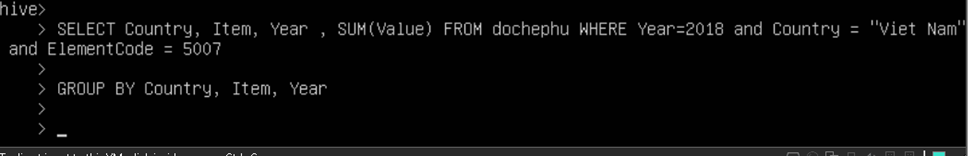 hive>
> SELECT Country, Item, Year , SUM(Value) FROM dochephu WHERE Year=2018 and Country = "Viet Nam"
and ElementCode = 5007
>
> GROUP BY Country, Item, Year
>
> _